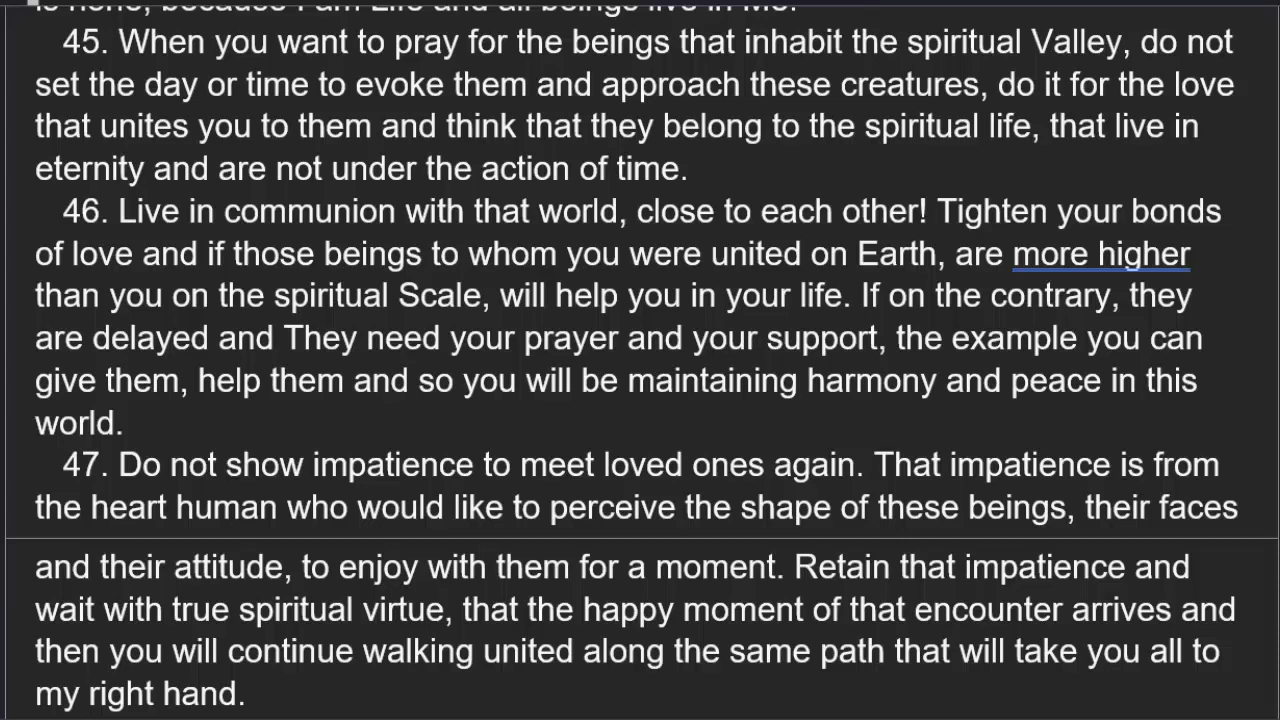 is none, because I am Life and all beings live in Me.
45. When you want to pray for the beings that inhabit the spiritual Valley, do not
set the day or time to evoke them and approach these creatures, do it for the love
that unites you to them and think that they belong to the spiritual life, that live in
eternity and are not under the action of time.
46. Live in communion with that world, close to each other! Tighten your bonds
of love and if those beings to whom you were united on Earth, are more higher
than you on the spiritual Scale, will help you in your life. If on the contrary, they
are delayed and They need your prayer and your support, the example you can
give them, help them and so you will be maintaining harmony and peace in this
world.
47. Do not show impatience to meet loved ones again. That impatience is from
the heart human who would like to perceive the shape of these beings, their faces
and their attitude, to enjoy with them for a moment. Retain that impatience and
wait with true spiritual virtue, that the happy moment of that encounter arrives and
then you will continue walking united along the same path that will take you all to
my right hand.